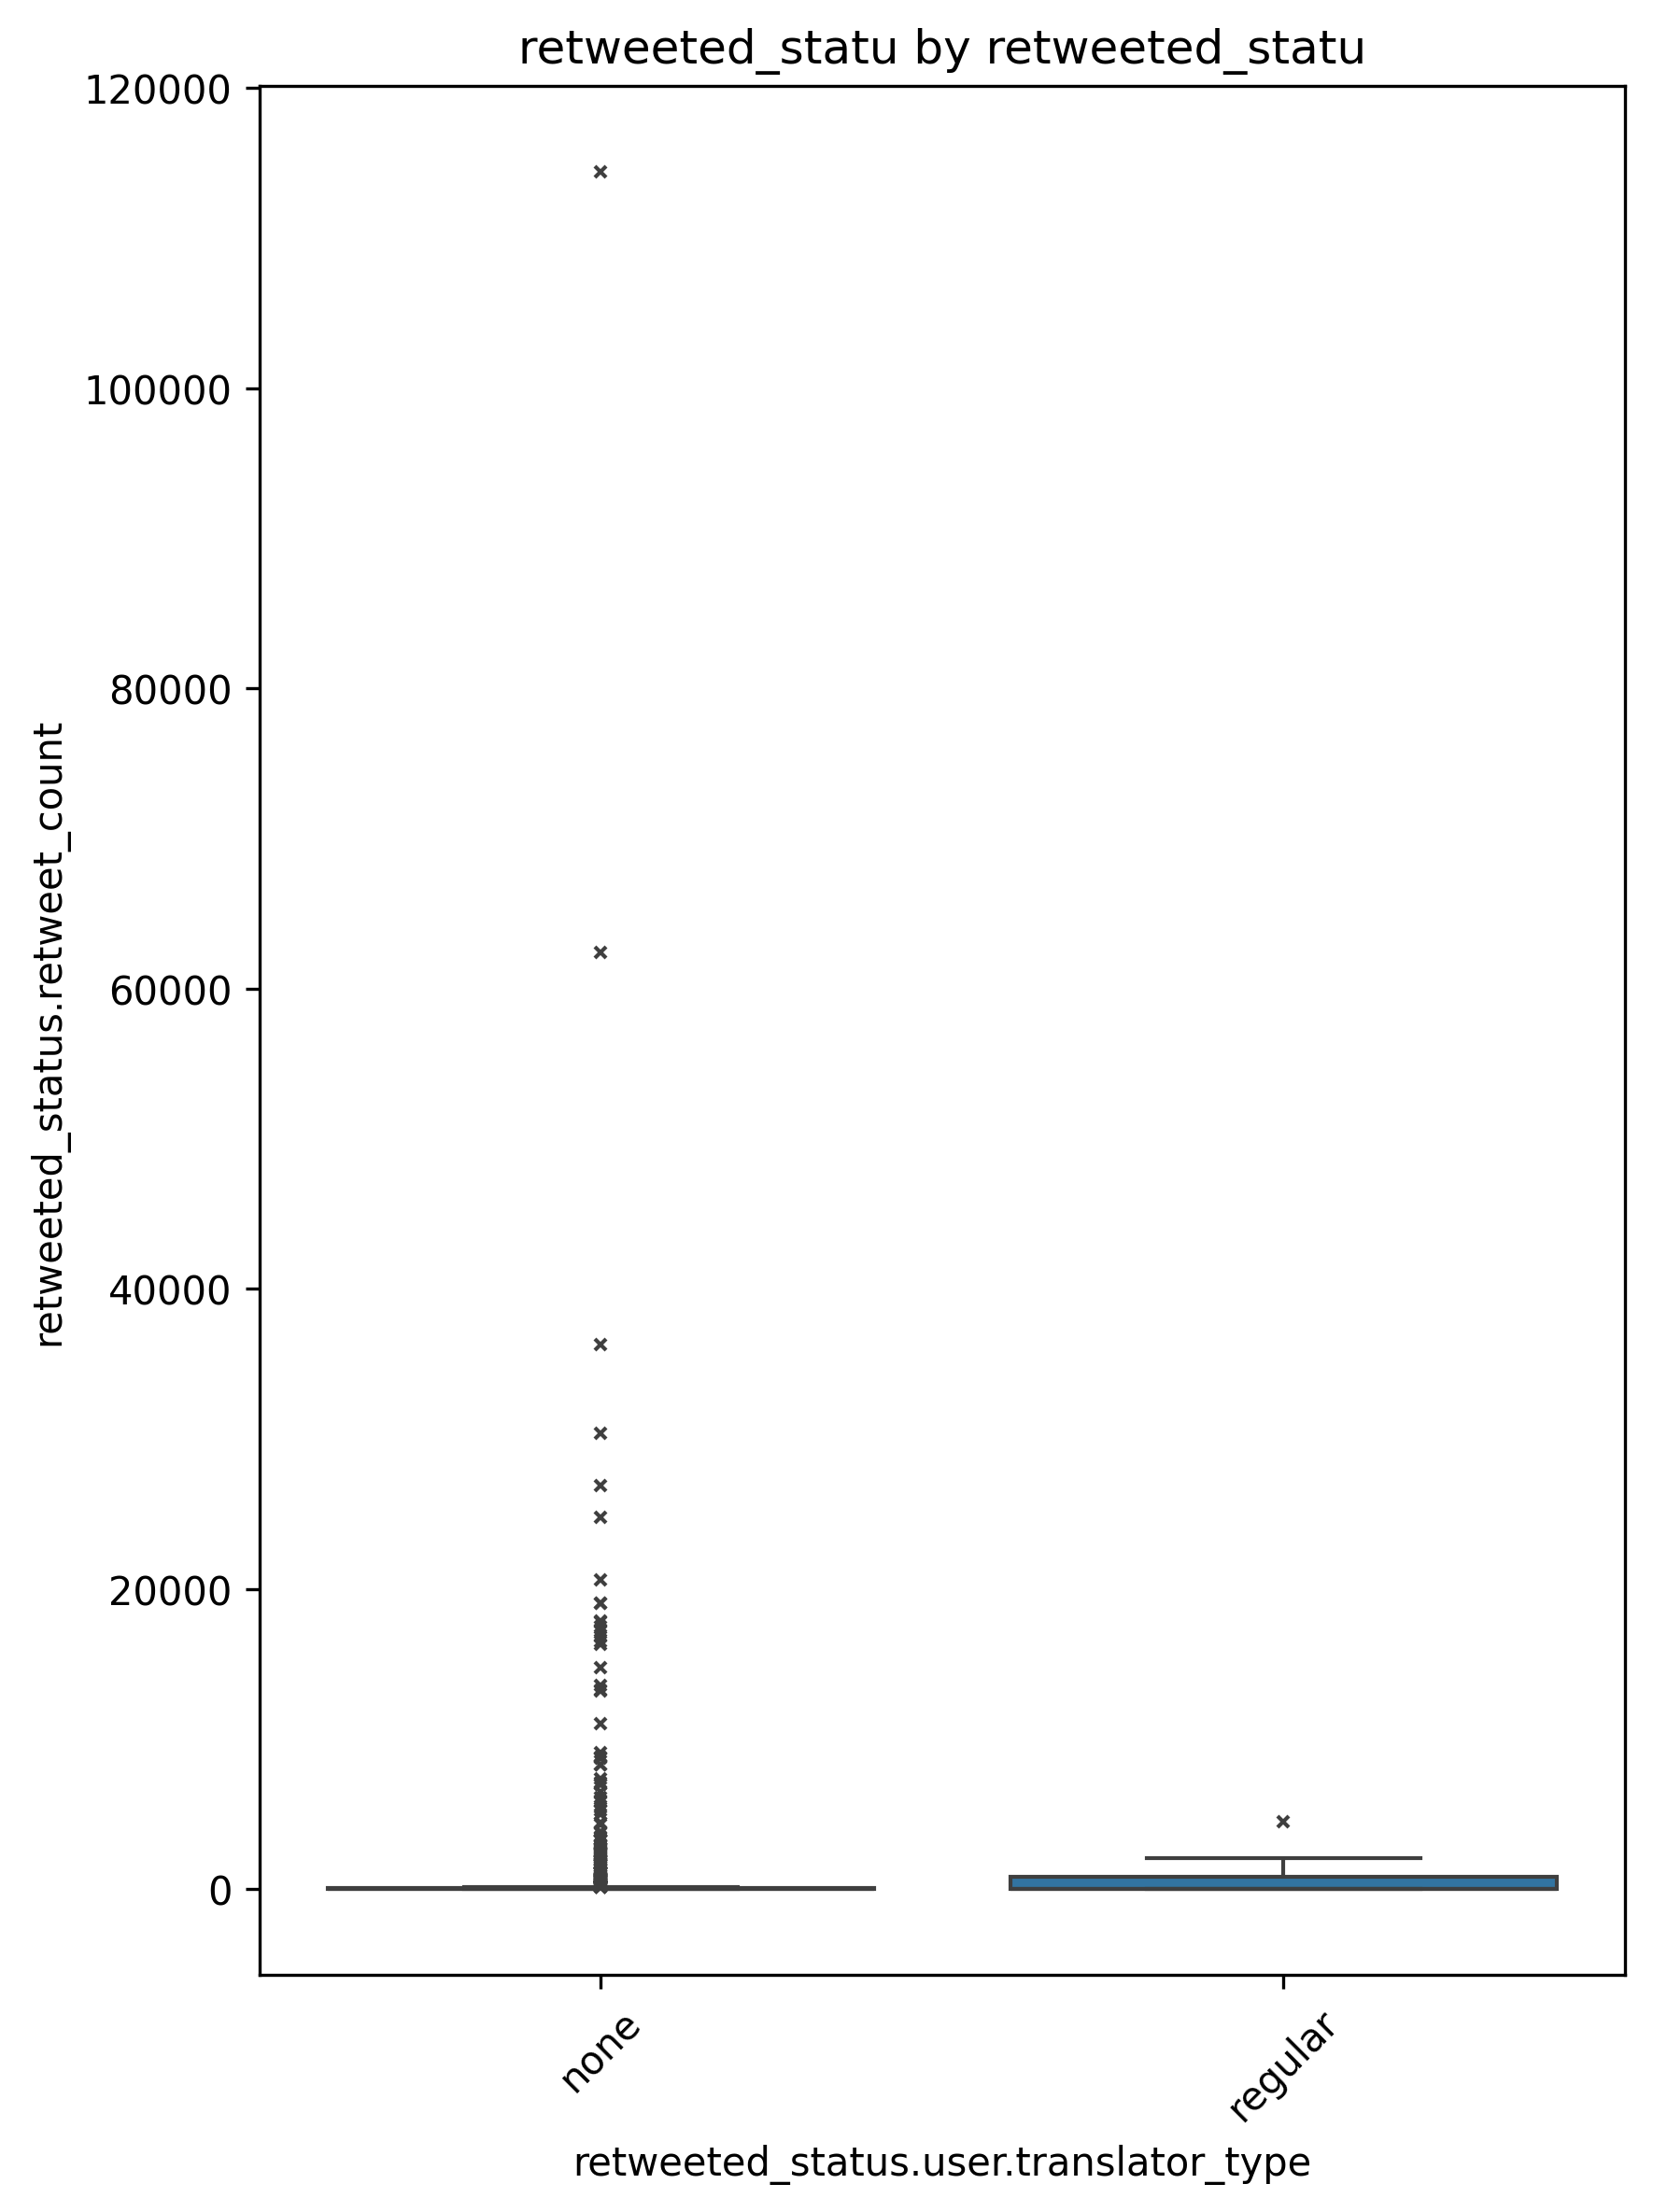 retweeted_statu by retweeted_statu
120000
100000
80000
60000
40000
20000
0
retweeted_status.retweet_count
none
regular
retweeted_status.user.translator_type